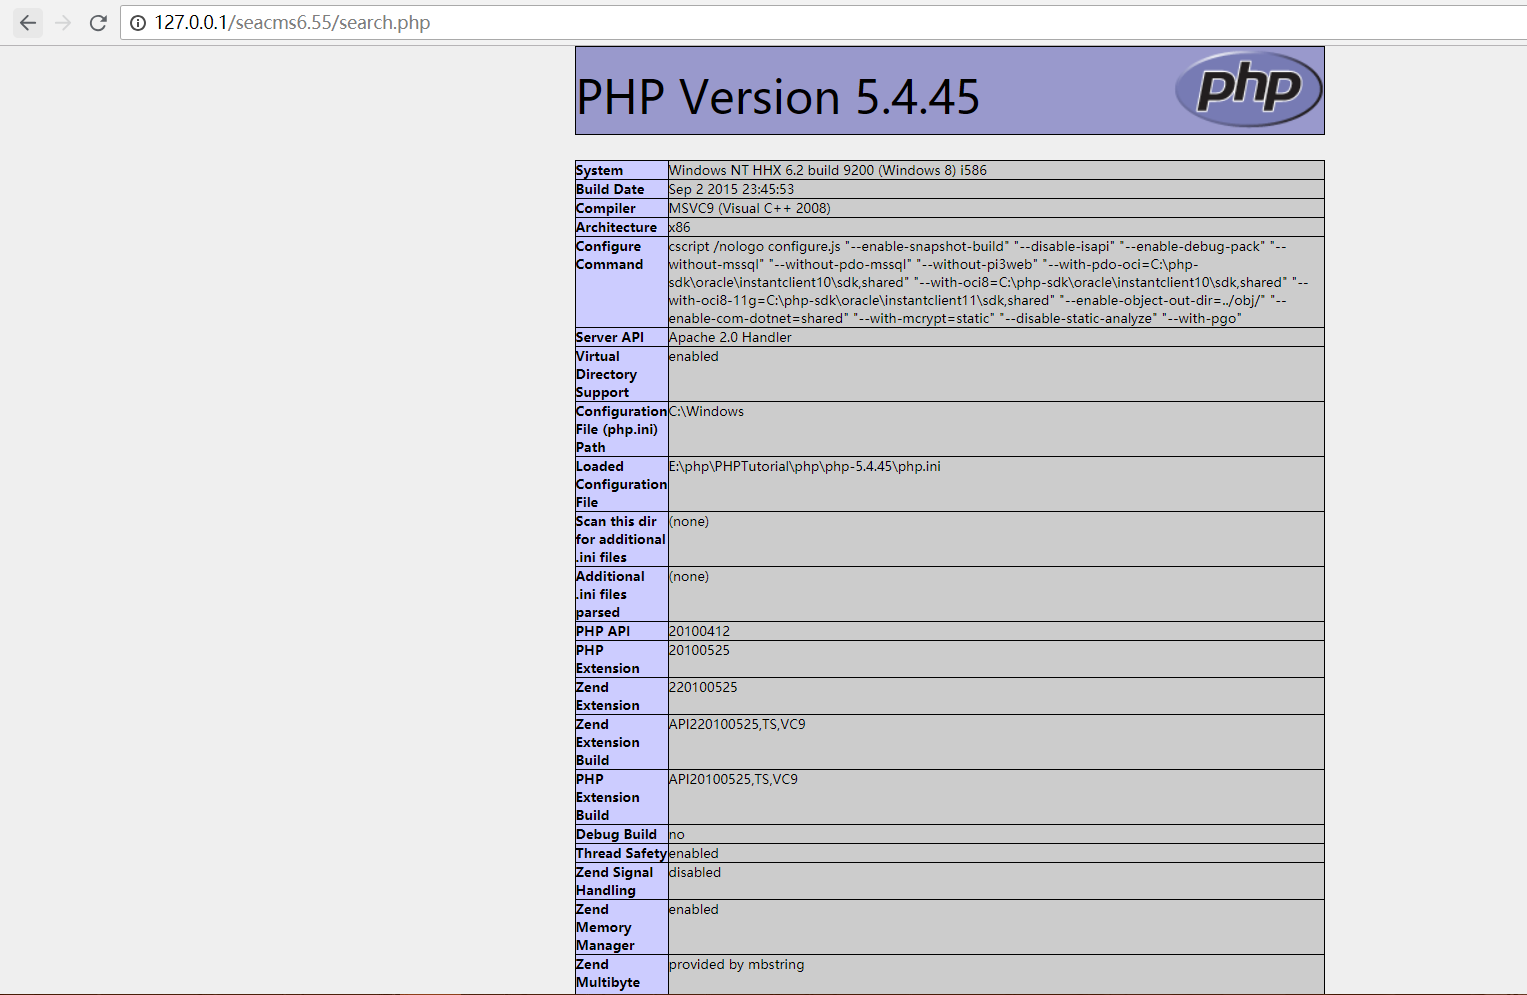 127.0.0.1/seacms6.55/search.php
PHP Version 5.4.45
php
System Windows NT HHX 6.2 build 9200 (Windows 8) i586
Build Date Sep 2 2015 23:45:53
Compiler MSVC9 (Visual C++ 2008)
Architecture x86
Configure cscript /nologo configure.js "--enable-snapshot-build" "--disable-isapi" "--enable-debug-pack" "--
Command without-mssql" "--without-pdo-mssql" "--without-pi3web" "--with-pdo-oci=C:\php-
sdk\oracle\instantclient10\sdk,shared" "--with-oci8=C:\php-sdk\oracle\instantclient10\sdk,shared" "--
with-oci8-11g=C:\php-sdk\oracle\instantclient11\sdk,shared" "--enable-object-out-dir=../obj/" "--
enable-com-dotnet=shared" "--with-mcrypt=static" "--disable-static-analyze" "--with-pgo"
Server API Apache 2.0 Handler
Virtual enabled
Directory
Support
Configuration C:\Windows
File (php.ini)
Path
Loaded E:\php\PHPTutorial\php\php-5.4.45\php.ini
Configuration
File
Scan this dir (none)
for additional
.ini files
Additional (none)
.ini files
parsed
PHP API 20100412
PHP 20100525
Extension
Zend 220100525
Extension
Zend API220100525,TS,VC9
Extension
Build
PHP API20100525,TS,VC9
Extension
Build
Debug Build no
Thread Safety enabled
Zend Signal disabled
Handling
Zend enabled
Memory
Manager
Zend provided by mbstring
Multibyte